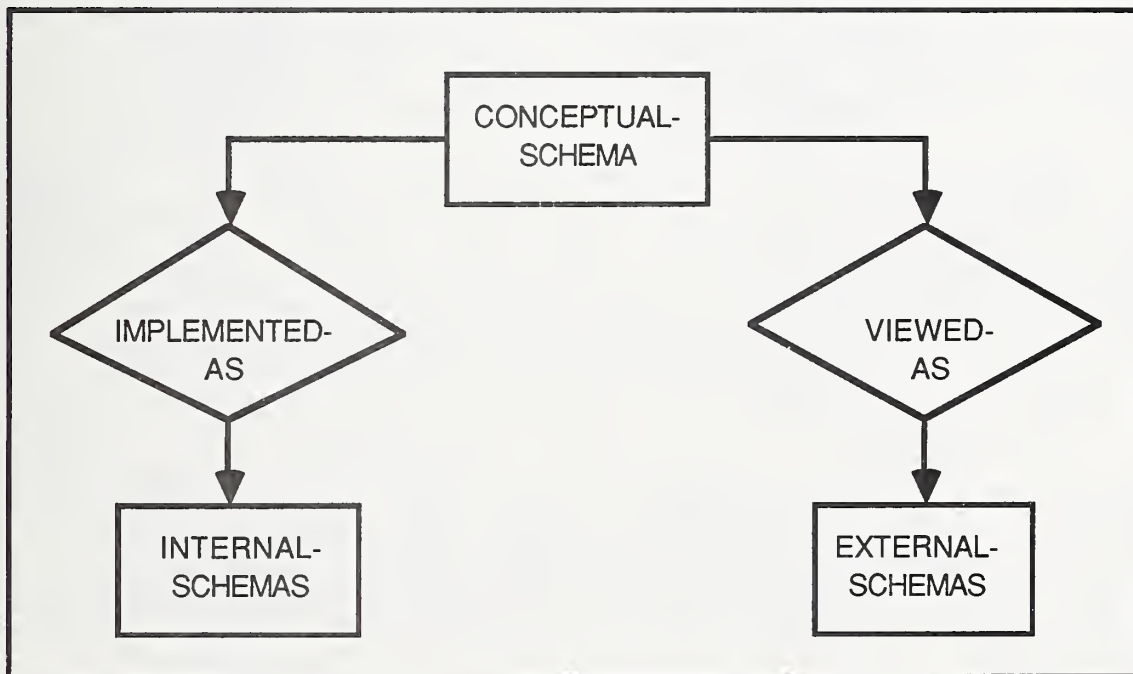 CONCEPTUAL-
SCHEMA
IMPLEMENTED-
AS
VIEWED-
AS
INTERNAL-
SCHEMAS
EXTERNAL-
SCHEMAS